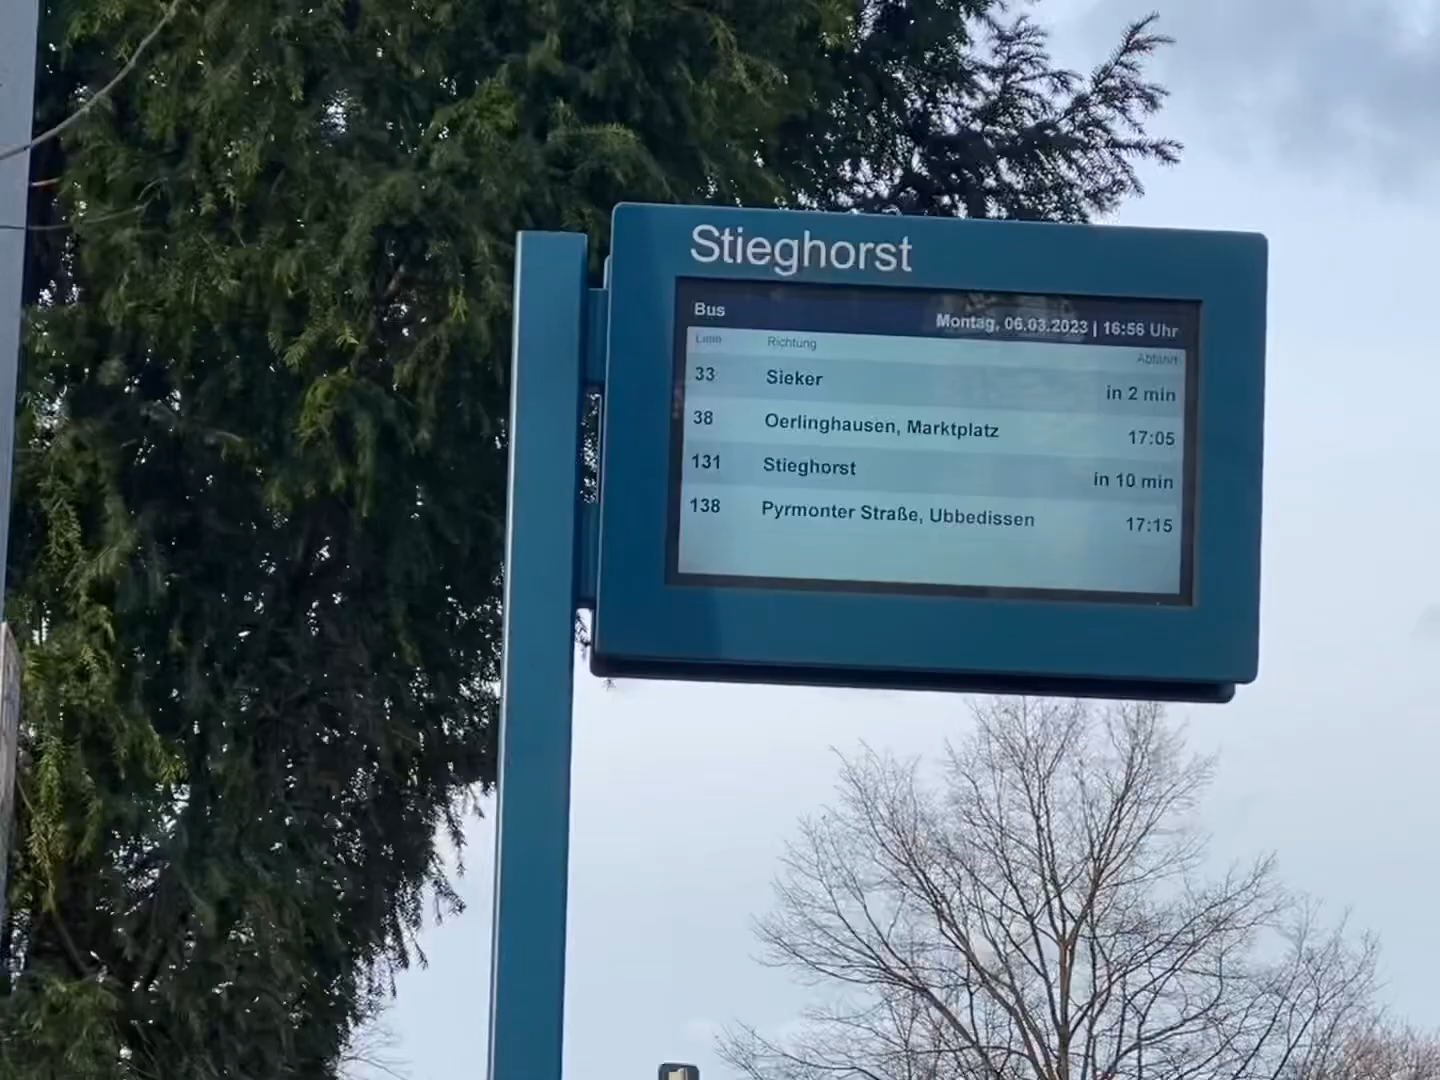 Stieghorst
Bus
Montag, 06.03.2023 | 16:56 Uhr
Linie Richtung Abfahrt
33 Sieker in 2 min
38 Oerlinghausen, Marktplatz 17:05
131 Stieghorst in 10 min
138 Pyrmonter Straße, Ubbedissen 17:15